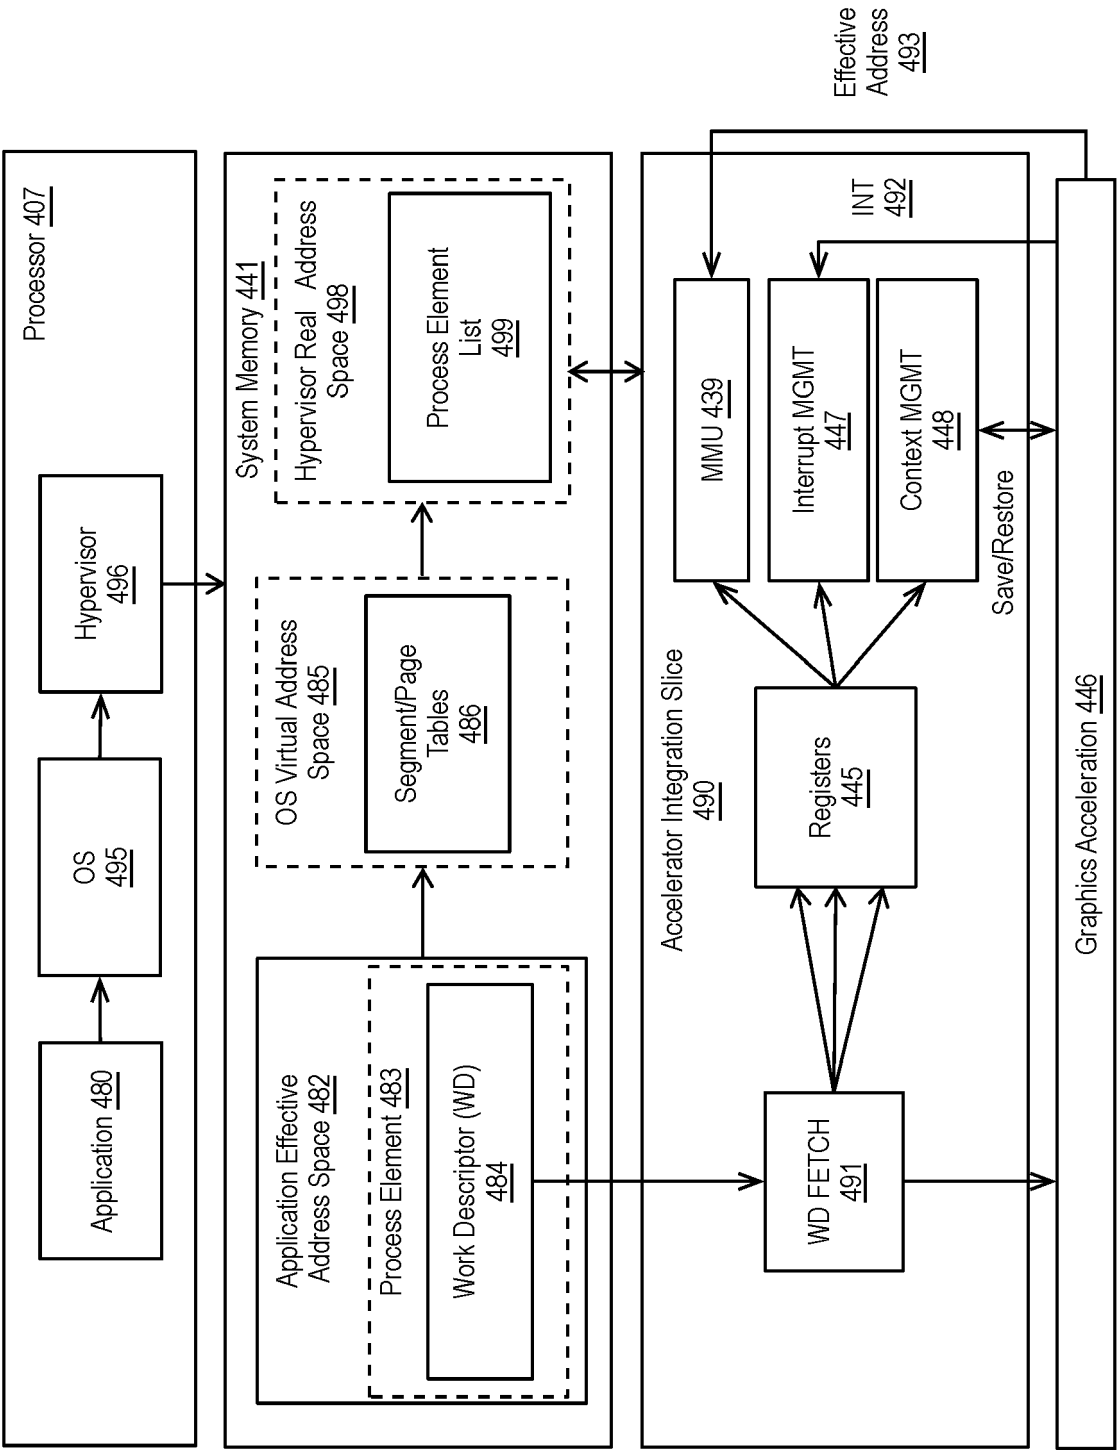 Processor 407
Application 480
OS
495
Hypervisor
496
System Memory 441
Application Effective
Address Space 482
Process Element 483
Work Descriptor (WD)
484
OS Virtual Address
Space 485
Segment/Page
Tables
486
Hypervisor Real Address
Space 498
Process Element
List
499
Accelerator Integration Slice
490
WD FETCH
491
Registers
445
MMU 439
Interrupt MGMT
447
Context MGMT
448
Save/Restore
INT
492
Effective
Address
493
Graphics Acceleration 446